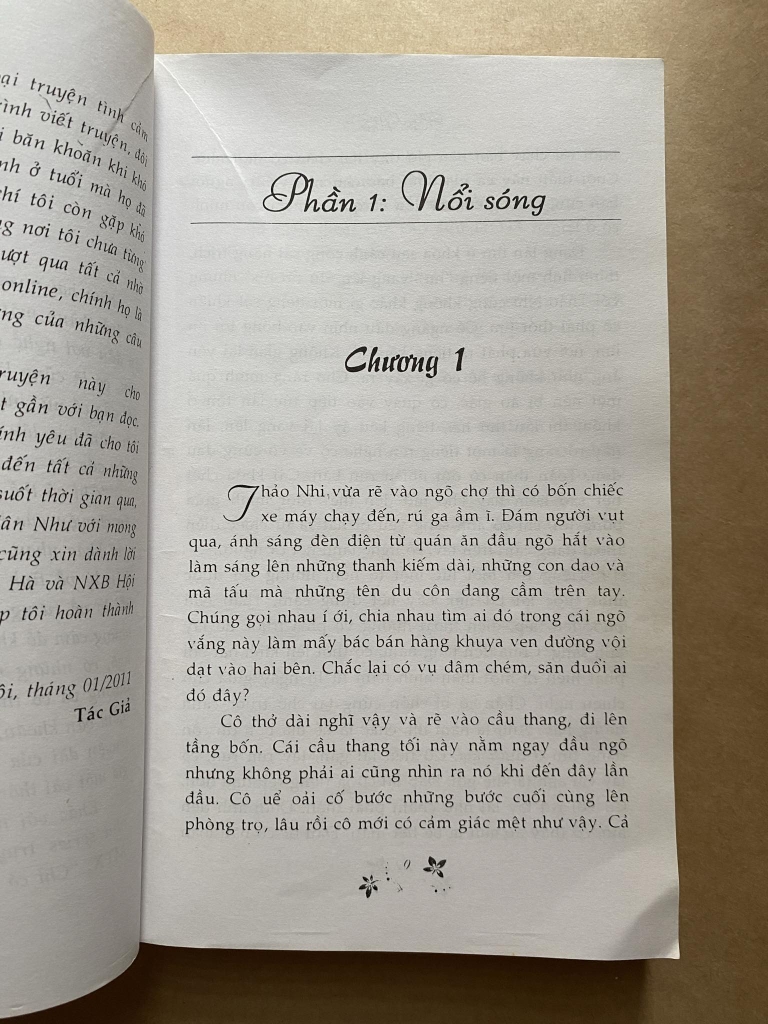 truyện tình cảm
viết truyện, đôi
băn khoăn khi khó
ở tuổi mà họ đã
chí tôi còn gặp khó
nơi tôi chưa từng
qua tất cả nhờ
online, chính họ là
của những câu
này cho
gần với bạn đọc.
yêu đã cho tôi
đến tất cả những
suốt thời gian qua,
Như với mong
cũng xin dành lời
Hà và NXB Hội
tôi hoàn thành
tháng 01/2011
Tác Giả
Phần 1: Nổi sóng
Chương 1
Thảo Nhi vừa rẽ vào ngõ chợ thì có bốn chiếc
xe máy chạy đến, rú ga ầm ĩ. Đám người vụt
qua, ánh sáng đèn điện từ quán ăn đầu ngõ hắt vào
làm sáng lên những thanh kiếm dài, những con dao và
mã tấu mà những tên du côn đang cầm trên tay.
Chúng gọi nhau í ới, chia nhau tìm ai đó trong cái ngõ
vắng này làm mấy bác bán hàng khuya ven đường vội
dạt vào hai bên. Chắc lại có vụ đâm chém, săn đuổi ai
đó đây?
Cô thở dài nghĩ vậy và rẽ vào cầu thang, đi lên
tầng bốn. Cái cầu thang tối này nằm ngay đầu ngõ
nhưng không phải ai cũng nhìn ra nó khi đến đây lần
đầu. Cô uể oải cố bước những bước cuối cùng lên
phòng trọ, lâu rồi cô mới có cảm giác mệt như vậy. Cả